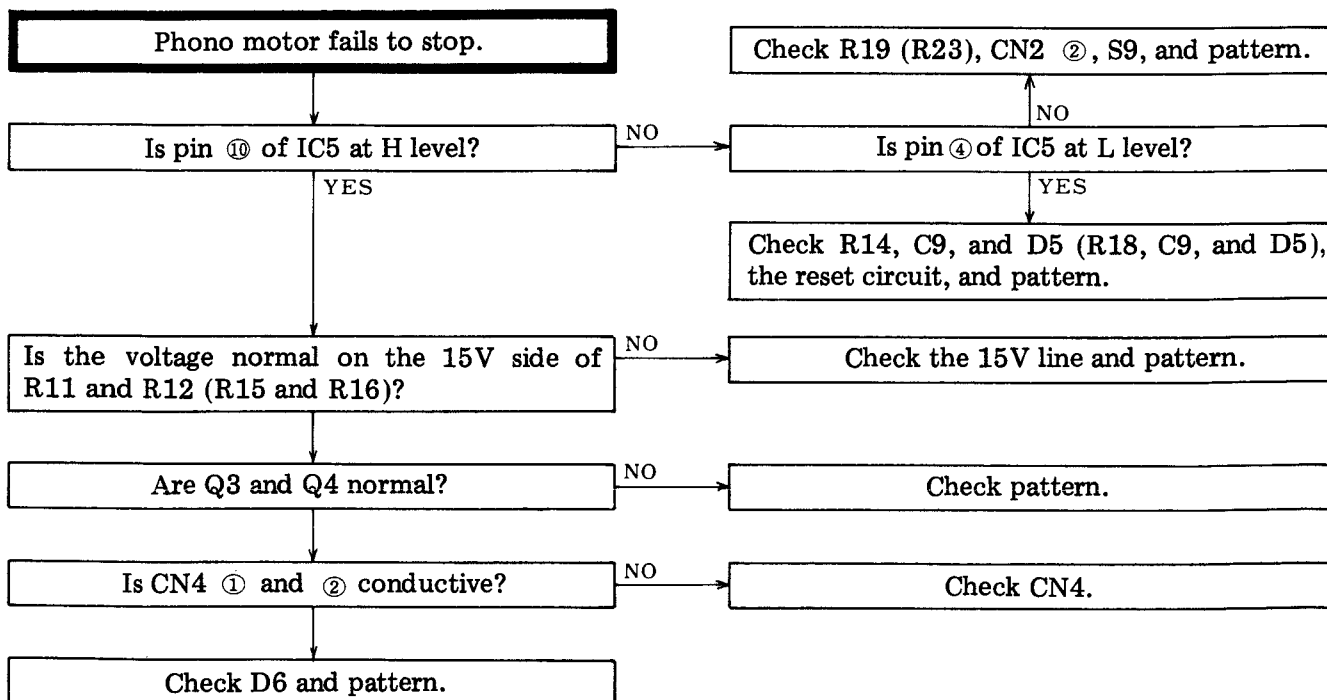 Phono motor fails to stop.
Check R19 (R23), CN2 ②, S9, and pattern.
NO
Is pin ⑩ of IC5 at H level?
NO
Is pin ④ of IC5 at L level?
YES
YES
Check R14, C9, and D5 (R18, C9, and D5),
the reset circuit, and pattern.
Is the voltage normal on the 15V side of
R11 and R12 (R15 and R16)?
NO
Check the 15V line and pattern.
Are Q3 and Q4 normal?
NO
Check pattern.
Is CN4 ① and ② conductive?
NO
Check CN4.
Check D6 and pattern.